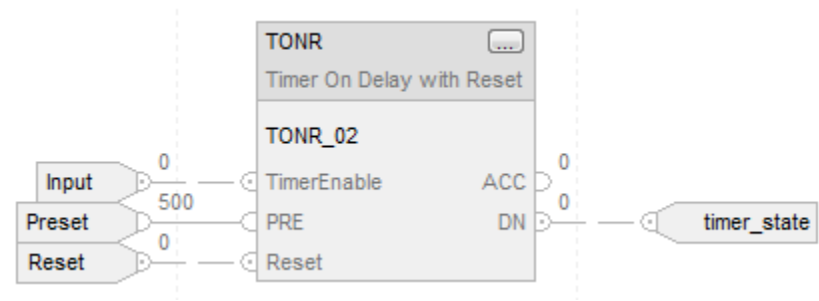 TONR ...
Timer On Delay with Reset
TONR_02
Input 0 TimerEnable ACC 0
Preset 500 PRE DN 0 timer_state
Reset 0 Reset